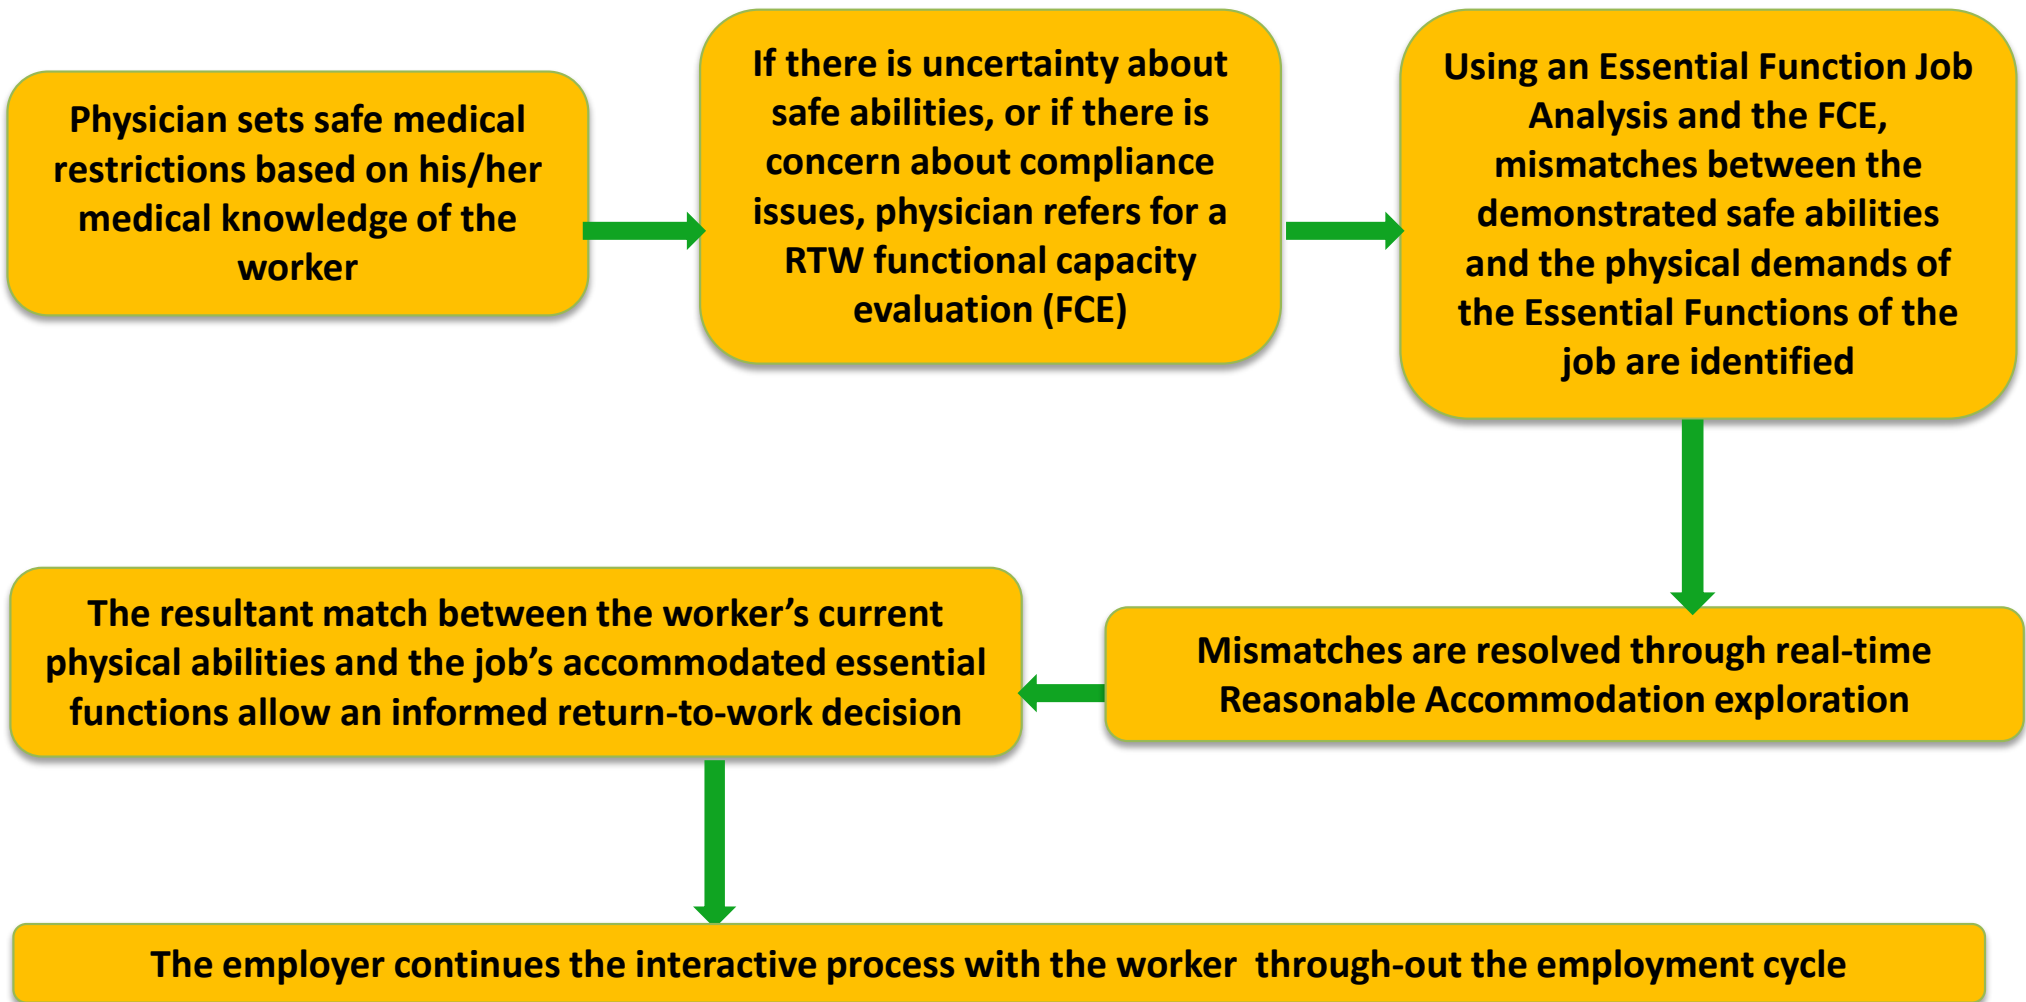 Physician sets safe medical
restrictions based on his/her
medical knowledge of the
worker
If there is uncertainty about
safe abilities, or if there is
concern about compliance
issues, physician refers for a
RTW functional capacity
evaluation (FCE)
Using an Essential Function Job
Analysis and the FCE,
mismatches between the
demonstrated safe abilities
and the physical demands of
the Essential Functions of the
job are identified
Mismatches are resolved through real-time
Reasonable Accommodation exploration
The resultant match between the worker’s current
physical abilities and the job’s accommodated essential
functions allow an informed return-to-work decision
The employer continues the interactive process with the worker  through-out the employment cycle